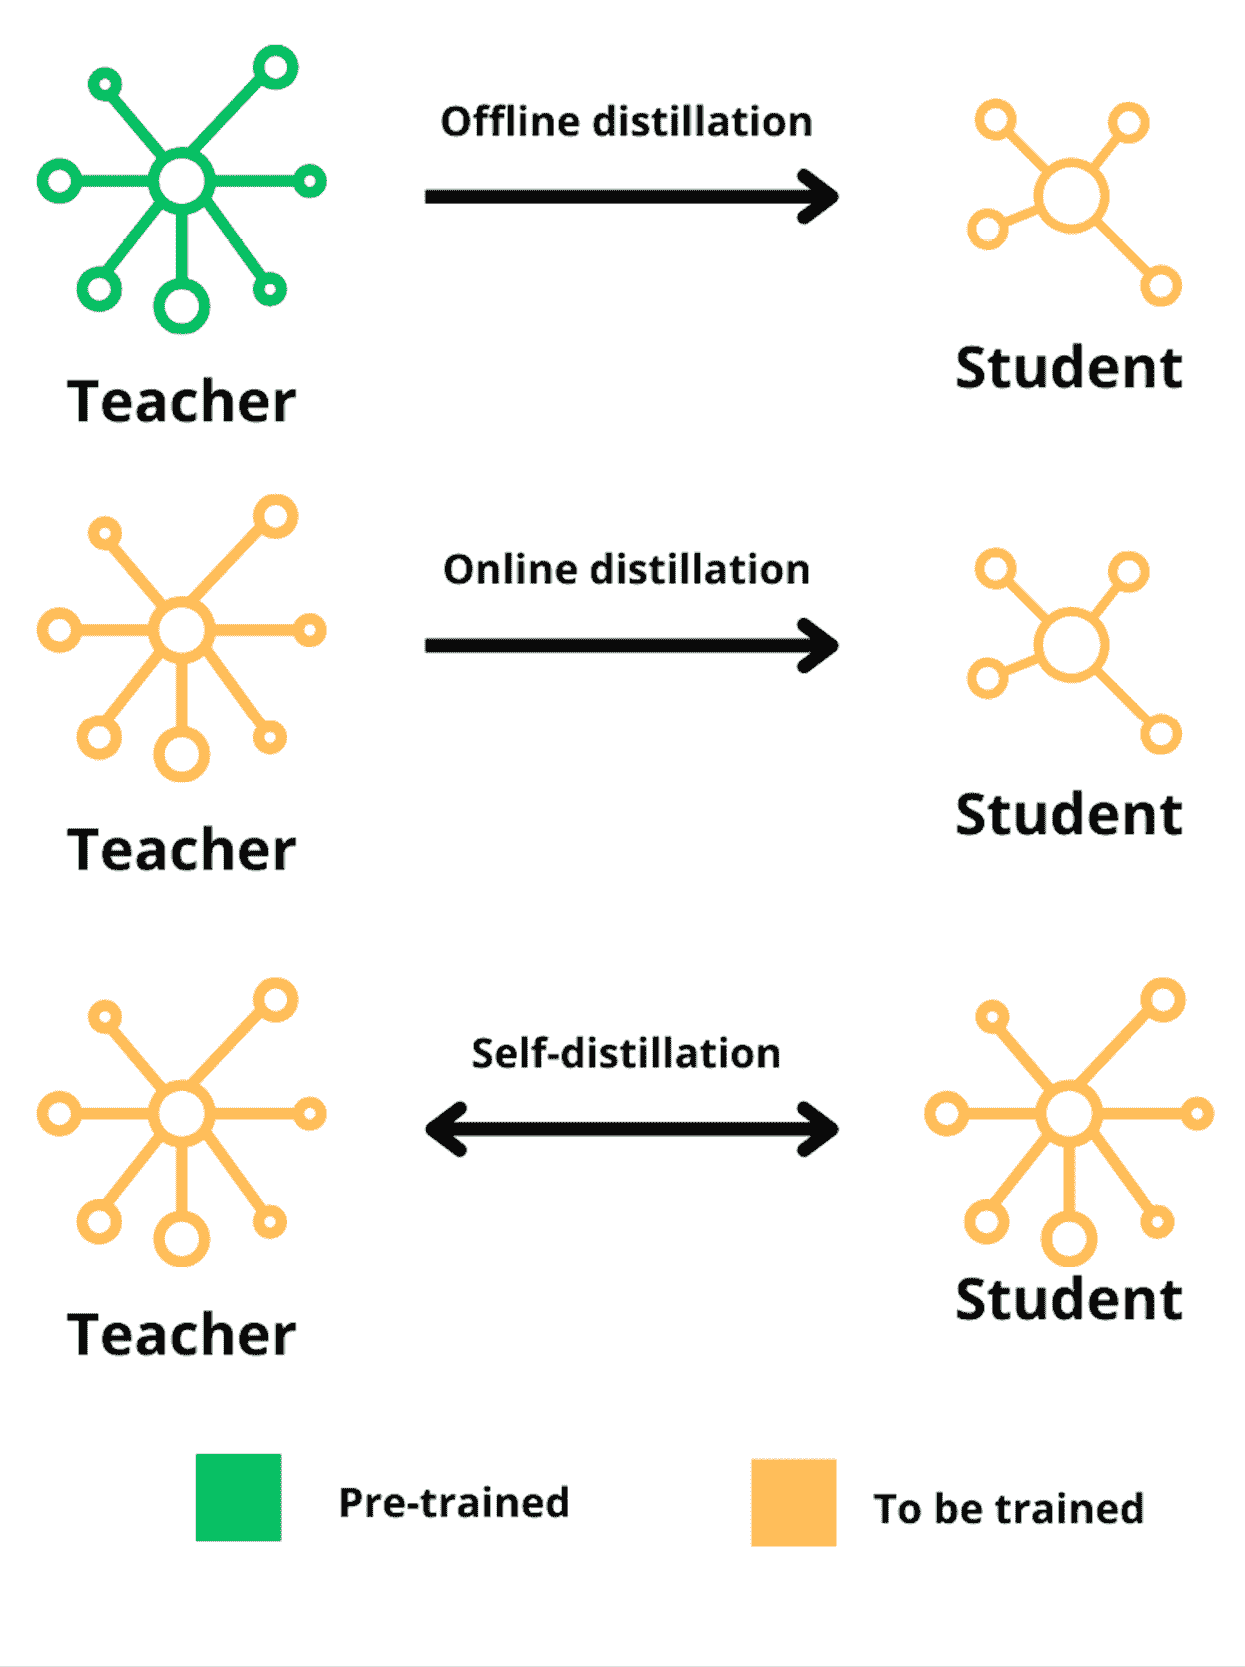 Offline distillation
Teacher
Student
Online distillation
Teacher
Student
Self-distillation
Teacher
Student
Pre-trained
To be trained